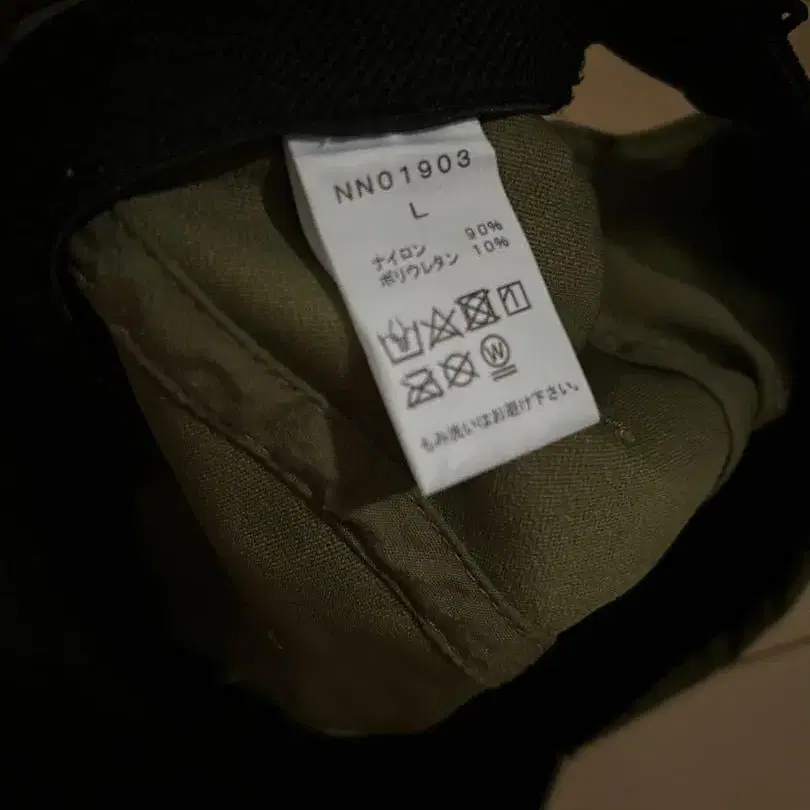 NN01903
L
ナイロン 90%
ポリウレタン 10%
W
もみ洗いはお避け下さい。